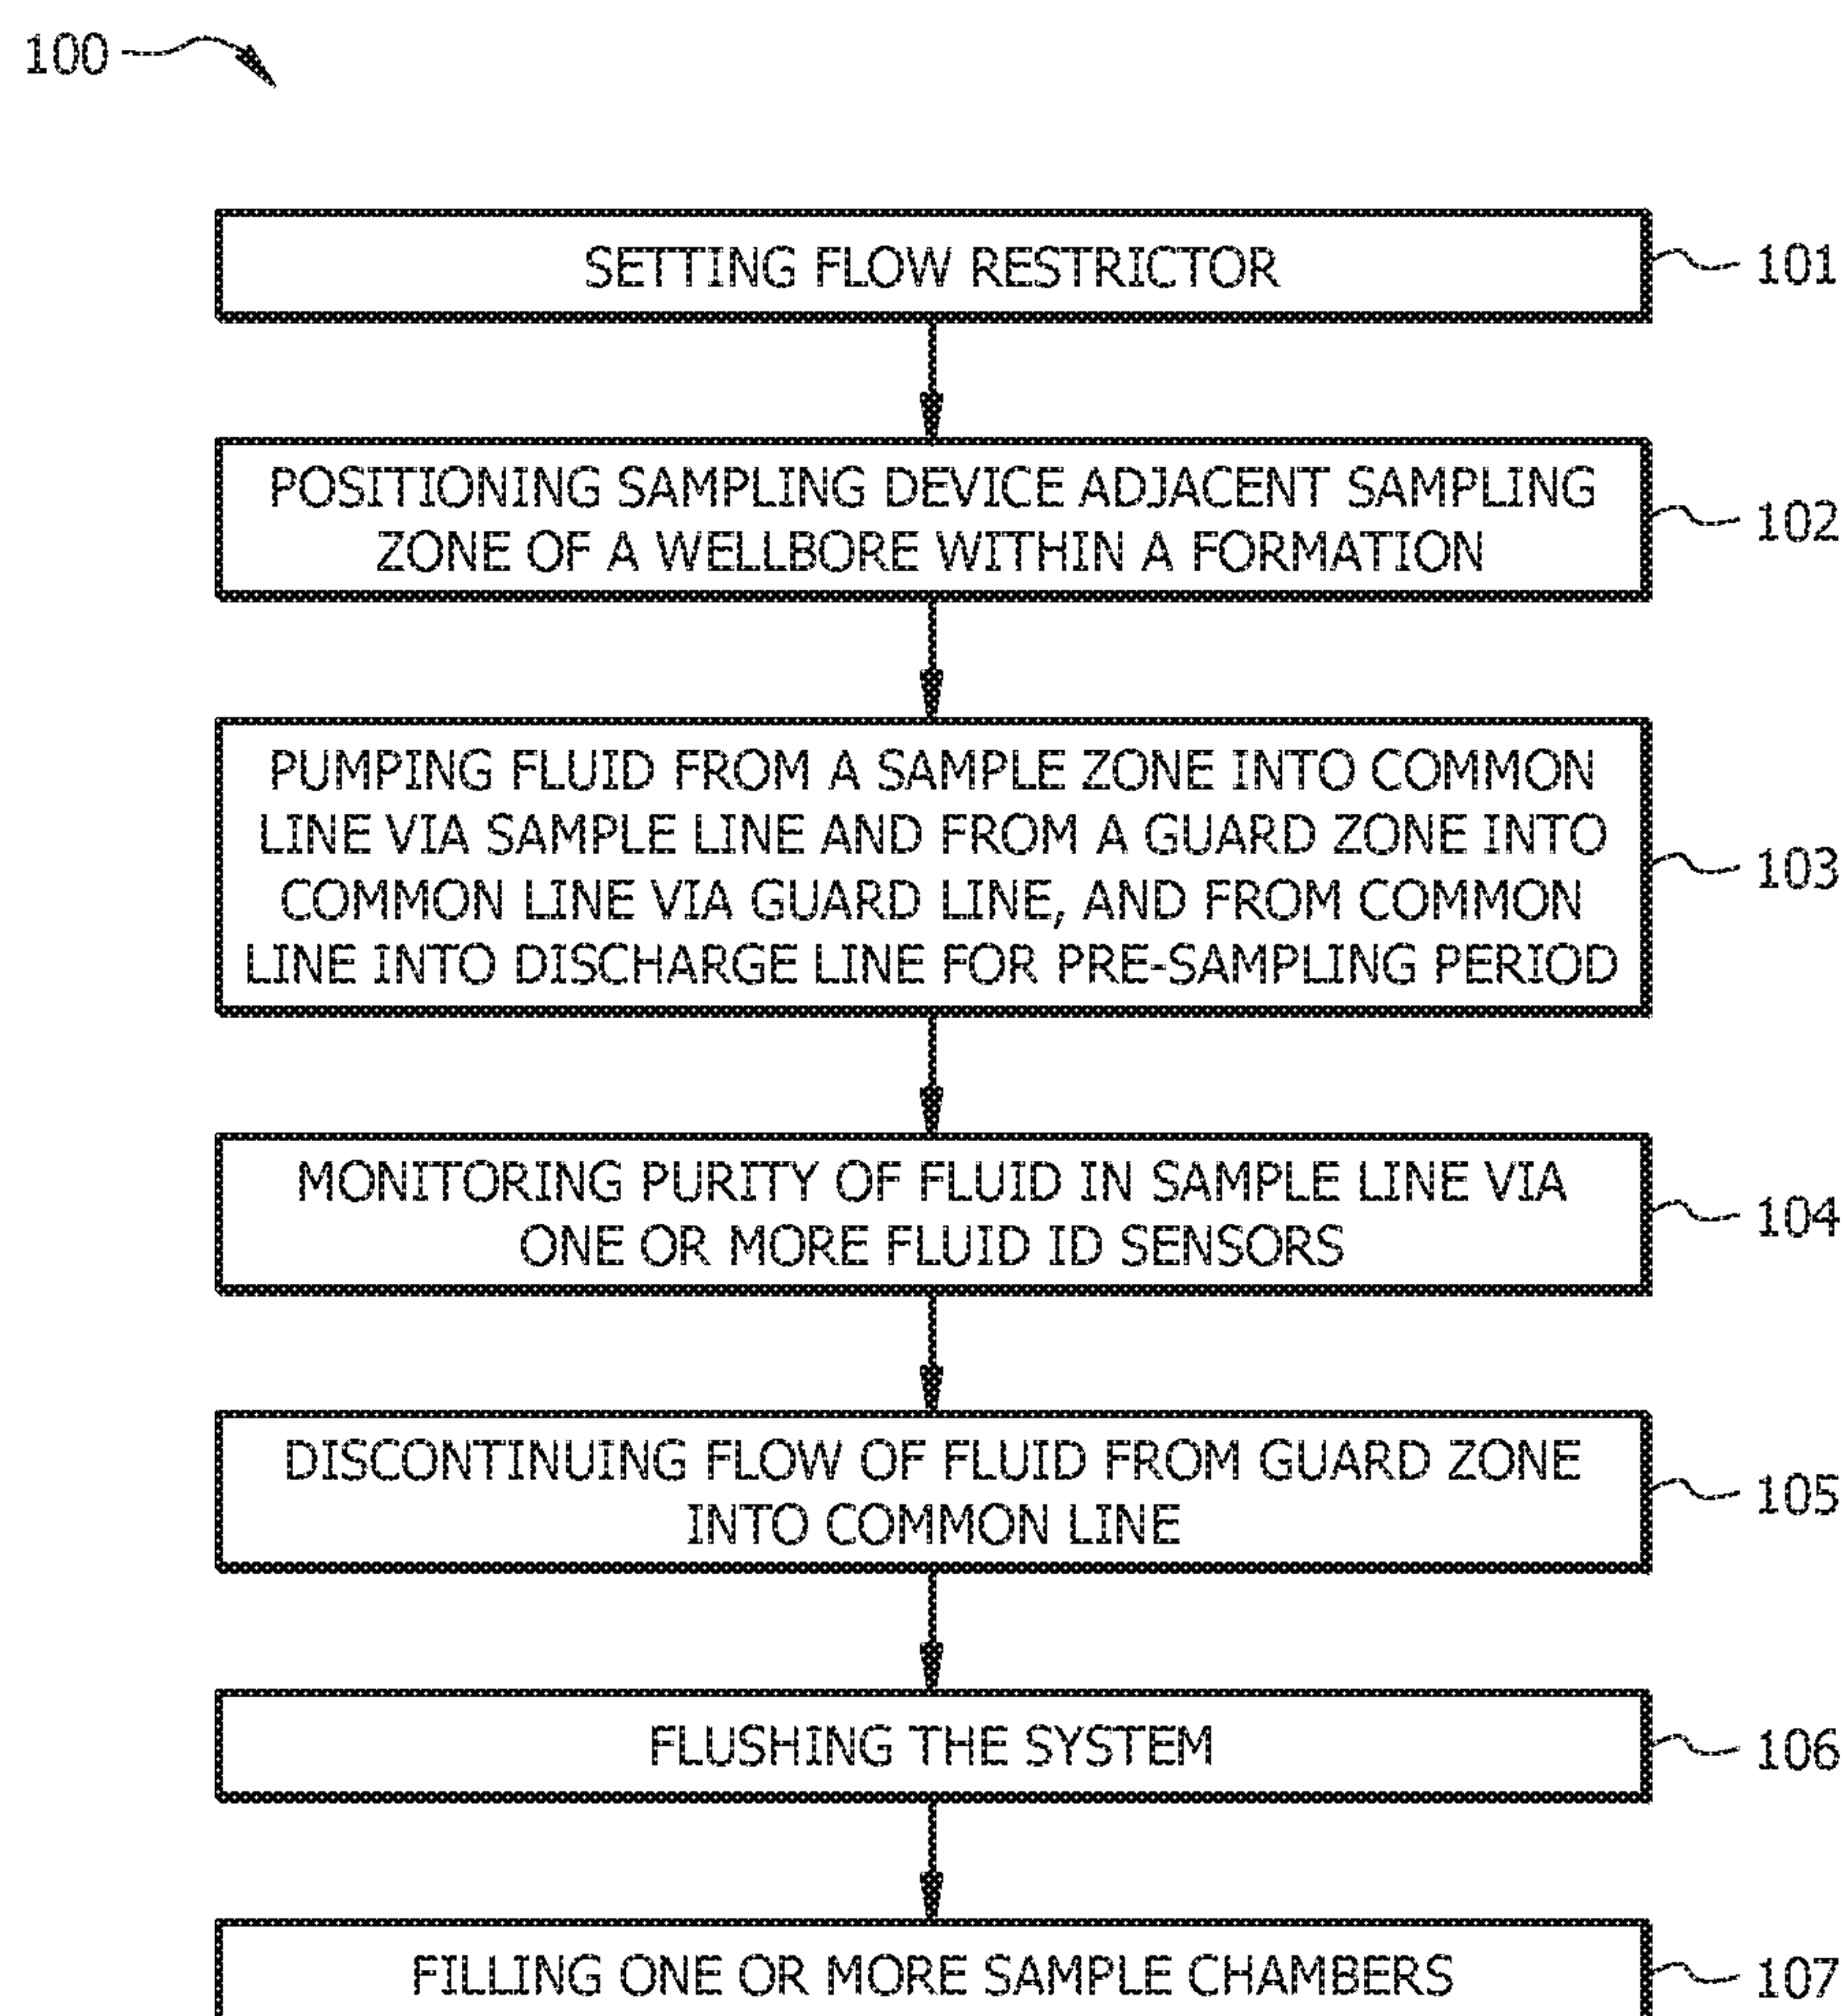 100
SETTING FLOW RESTRICTOR
101
POSITIONING SAMPLING DEVICE ADJACENT SAMPLING
ZONE OF A WELLBORE WITHIN A FORMATION
102
PUMPING FLUID FROM A SAMPLE ZONE INTO COMMON
LINE VIA SAMPLE LINE AND FROM A GUARD ZONE INTO
COMMON LINE VIA GUARD LINE, AND FROM COMMON
LINE INTO DISCHARGE LINE FOR PRE-SAMPLING PERIOD
103
MONITORING PURITY OF FLUID IN SAMPLE LINE VIA
ONE OR MORE FLUID ID SENSORS
104
DISCONTINUING FLOW OF FLUID FROM GUARD ZONE
INTO COMMON LINE
105
FLUSHING THE SYSTEM
106
FILLING ONE OR MORE SAMPLE CHAMBERS
107